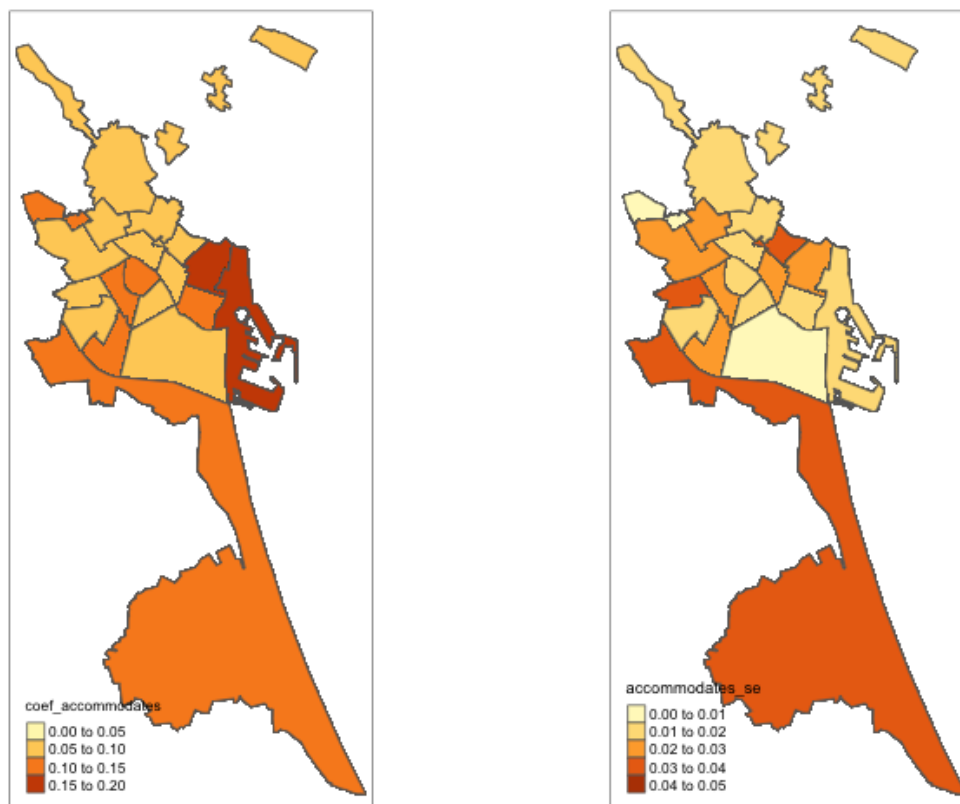 coef_accommodates
0.00 to 0.05
0.05 to 0.10
0.10 to 0.15
0.15 to 0.20
accommodates_se
0.00 to 0.01
0.01 to 0.02
0.02 to 0.03
0.03 to 0.04
0.04 to 0.05